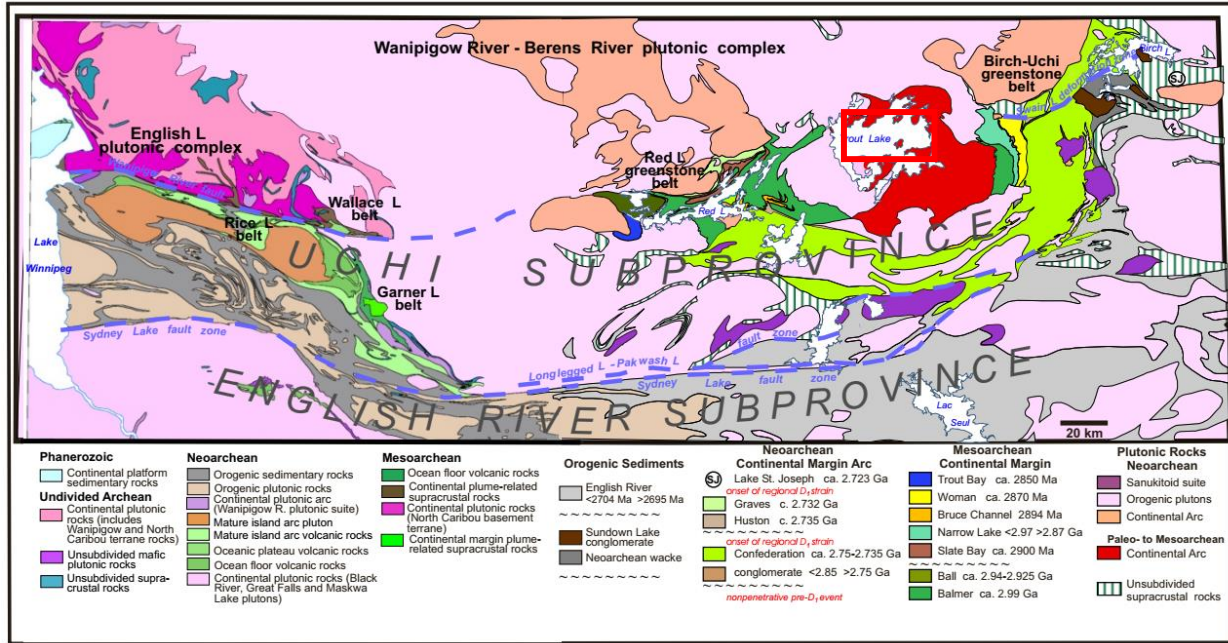 Wanipigow River - Berens River plutonic complex
Birch-Uchi
greenstone
belt
Birch L
Swain L deformation zone
SJ
English L
plutonic complex
Wanipigow River Zone
Red L
greenstone
belt
rout Lake
Wallace L
belt
Rice L
belt
Red L
Lake
Winnipeg
UCHI SUBPROVINCE
Garner L
belt
Sydney Lake fault zone
Longlegged L - Pakwash L fault zone
Sydney Lake fault zone
ENGLISH RIVER SUBPROVINCE
Lac
Seul
20 km
Phanerozoic
Continental platform
sedimentary rocks
Undivided Archean
Continental plutonic
rocks (includes
Wanipigow and North
Caribou terrane rocks)
Unsubdivided mafic
plutonic rocks
Unsubdivided supra-
crustal rocks
Neoarchean
Orogenic sedimentary rocks
Orogenic plutonic rocks
Continental plutonic arc
(Wanipigow R. plutonic suite)
Mature island arc pluton
Mature island arc volcanic rocks
Oceanic plateau volcanic rocks
Ocean floor volcanic rocks
Continental plutonic rocks (Black
River, Great Falls and Maskwa
Lake plutons)
Mesoarchean
Ocean floor volcanic rocks
Continental plume-related
supracrustal rocks
Continental plutonic rocks
(North Caribou basement
terrane)
Continental margin plume-
related supracrustal rocks
Orogenic Sediments
English River
<2704 Ma >2695 Ma
~~~~~~~~~
Sundown Lake
conglomerate
Neoarchean wacke
~~~~~~~~~
Neoarchean
Continental Margin Arc
SJ Lake St. Joseph ca. 2.723 Ga
onset of regional D₂ strain
Graves c. 2.732 Ga
Huston c. 2.735 Ga
~~~~~~~~~
onset of regional D₁ strain
Confederation ca. 2.75-2.735 Ga
conglomerate <2.85 >2.75 Ga
~~~~~~~~~
nonpenetrative pre-D₁ event
Mesoarchean
Continental Margin
Trout Bay ca. 2850 Ma
Woman ca. 2870 Ma
Bruce Channel 2894 Ma
Narrow Lake <2.97 >2.87 Ga
Slate Bay ca. 2900 Ma
~~~~~~~~~
Ball ca. 2.94-2.925 Ga
Balmer ca. 2.99 Ga
Plutonic Rocks
Neoarchean
Sanukitoid suite
Orogenic plutons
Continental Arc
Paleo- to Mesoarchean
Continental Arc
Unsubdivided
supracrustal rocks